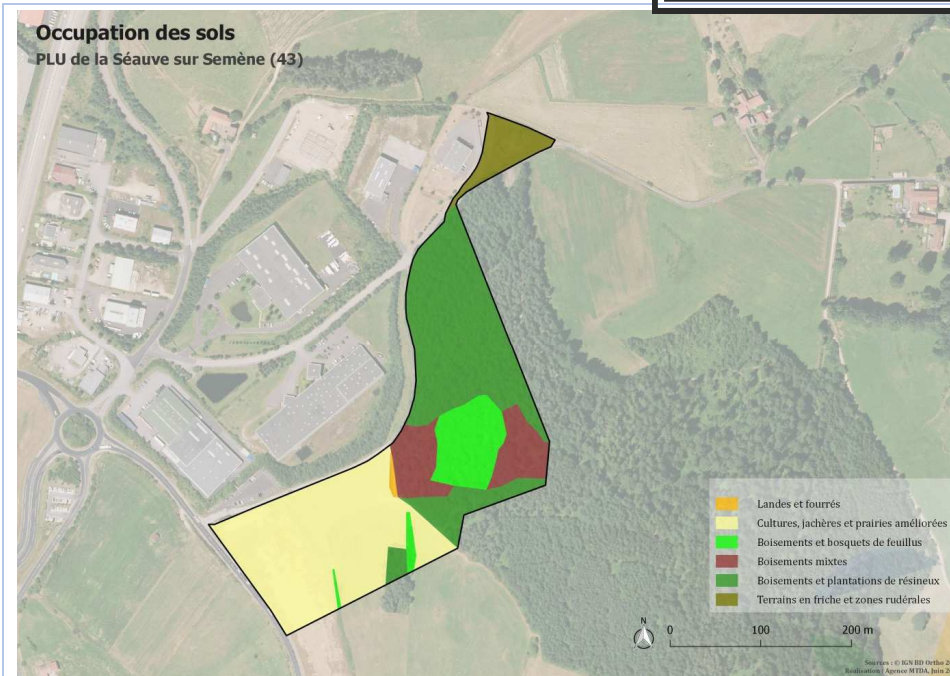 Occupation des sols
PLU de la Séauve sur Semène (43)
Landes et fourrés
Cultures, jachères et prairies améliorées
Boisements et bosquets de feuillus
Boisements mixtes
Boisements et plantations de résineux
Terrains en friche et zones rudérales
N
0 100 200 m
Sources : © IGN BD Ortho
Réalisation : Agence MTDA, Juin